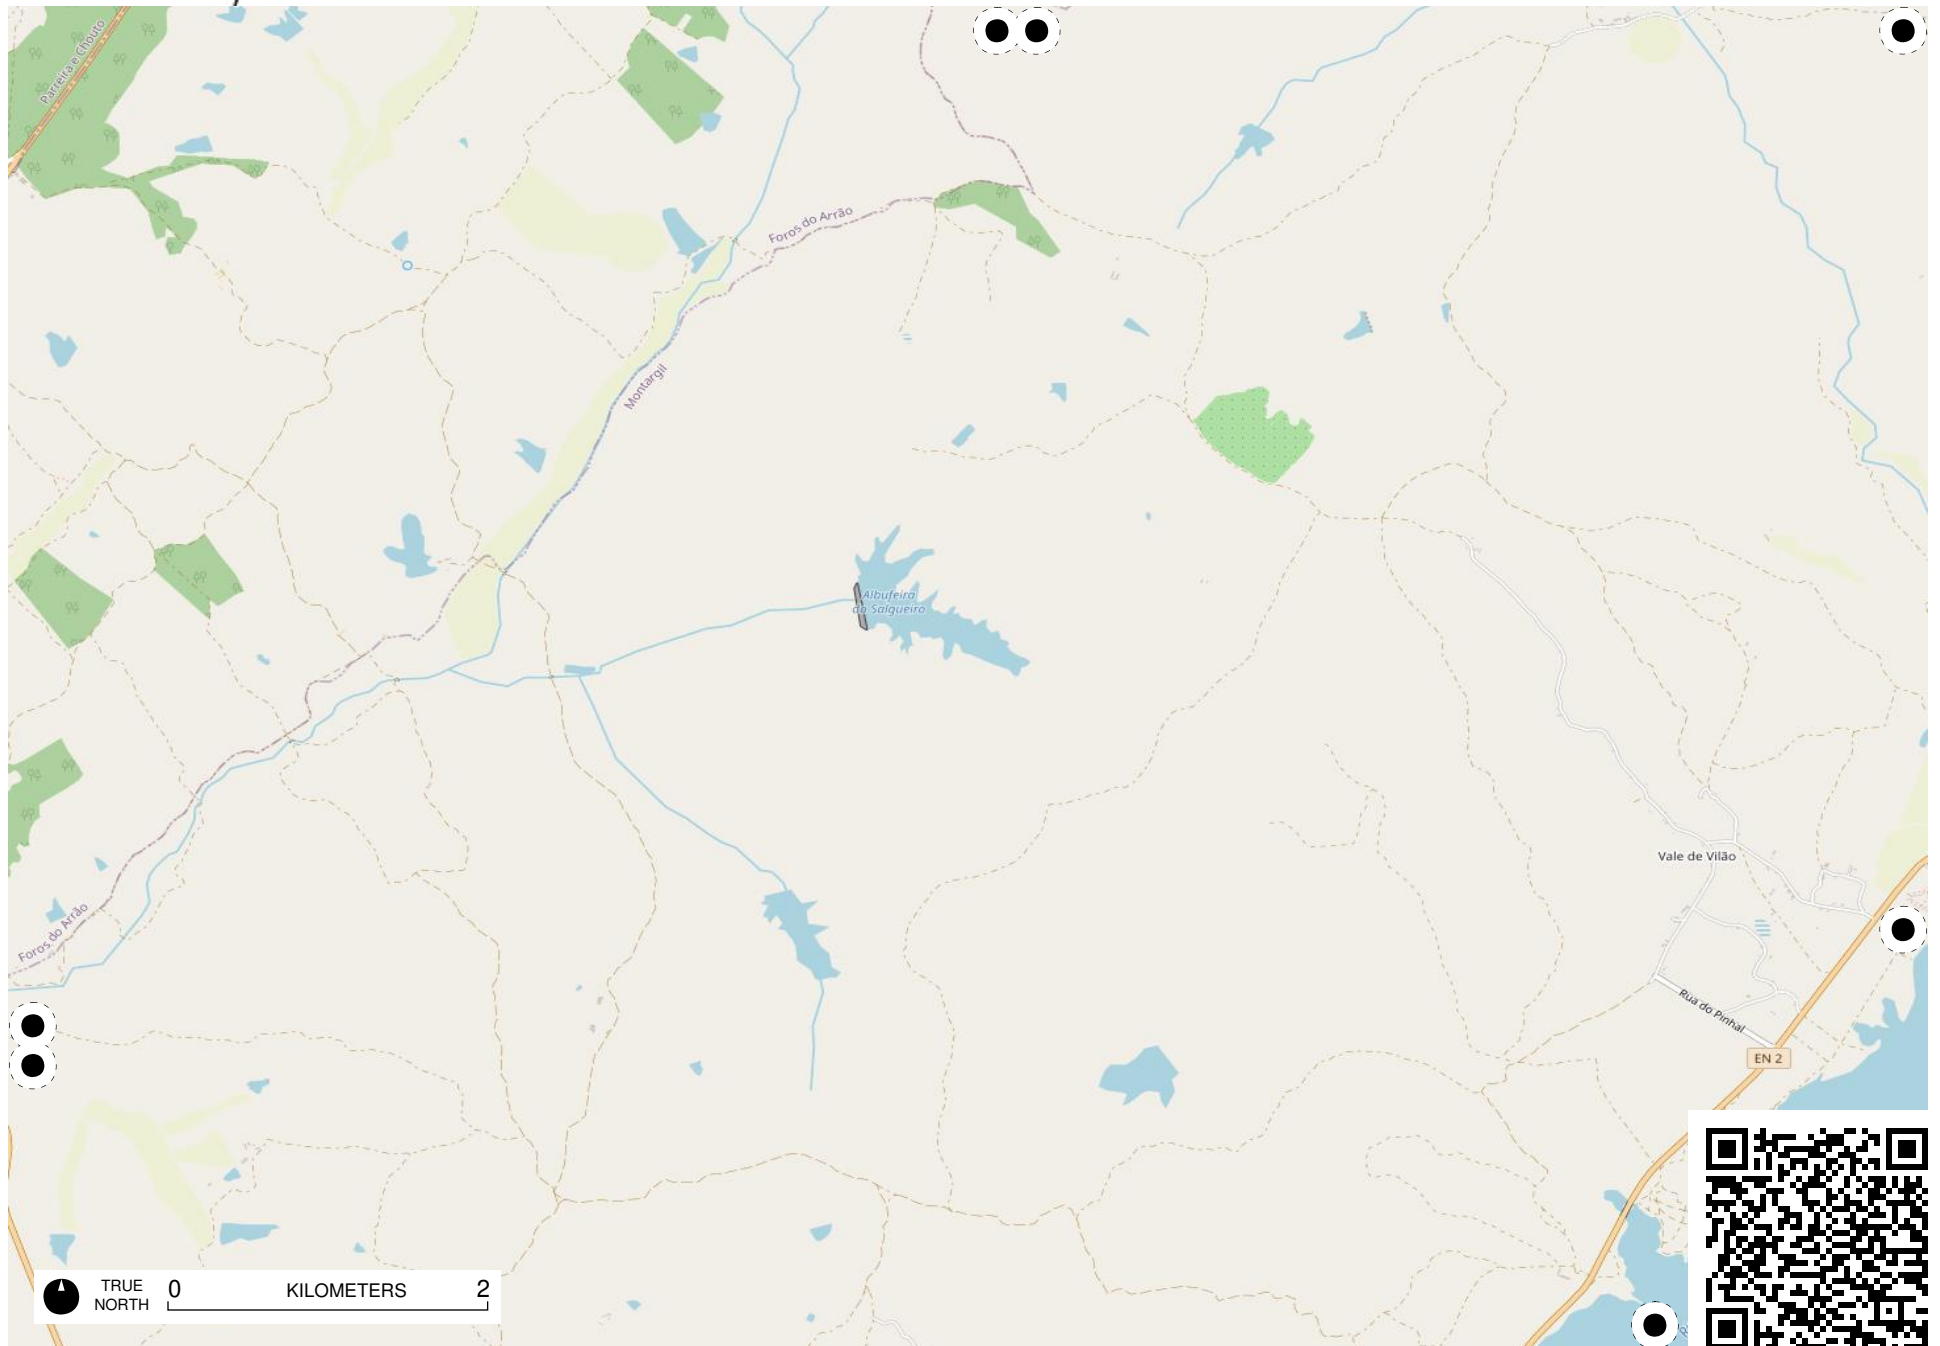 Parreira e Chouto
Foros do Arrão
Montargil
Albufeira
do Salgueiro
Vale de Vilão
Foros do Arrão
Rua do Pinhal
EN 2
TRUE
NORTH
0 KILOMETERS 2